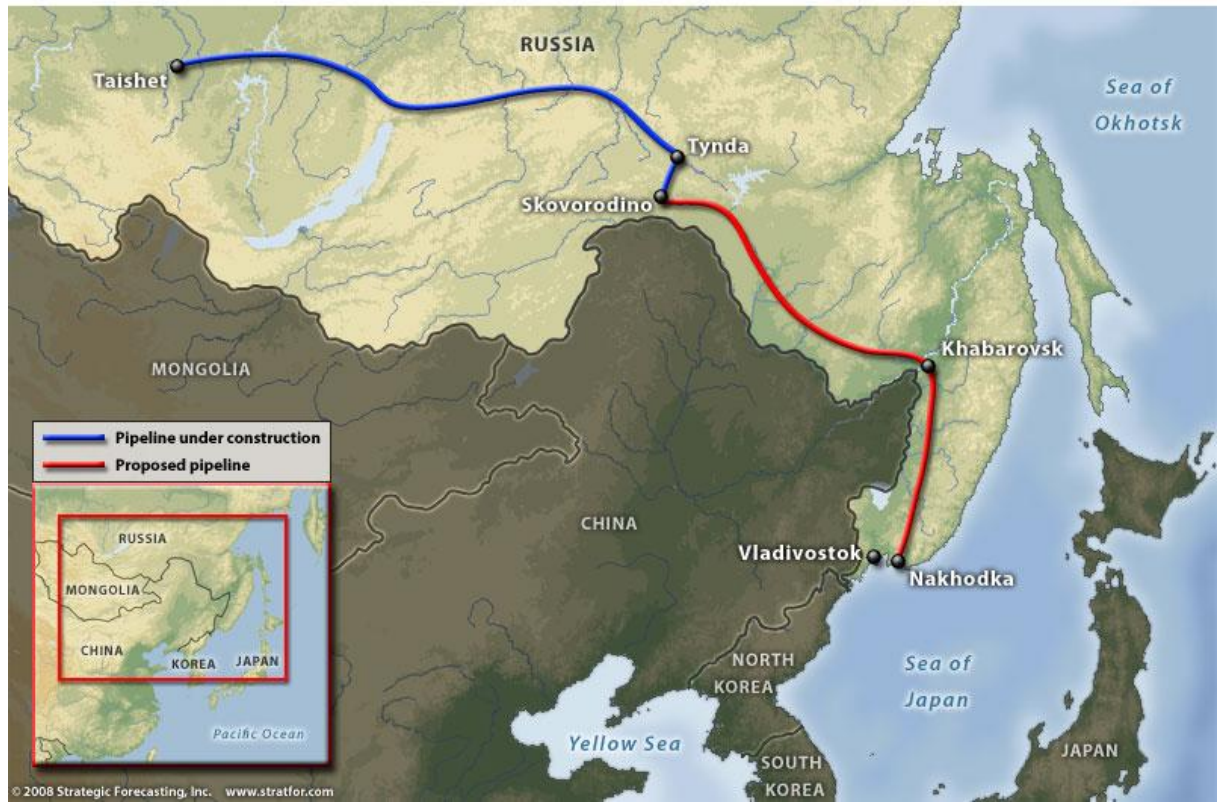 RUSSIA
Taishet
Sea of
Okhotsk
Tynda
Skovorodino
Khabarovsk
MONGOLIA
Pipeline under construction
Proposed pipeline
CHINA
Vladivostok
Nakhodka
RUSSIA
MONGOLIA
CHINA
KOREA
JAPAN
Pacific Ocean
NORTH
KOREA
Sea of
Japan
Yellow Sea
SOUTH
KOREA
JAPAN
© 2008 Strategic Forecasting, Inc. www.stratfor.com